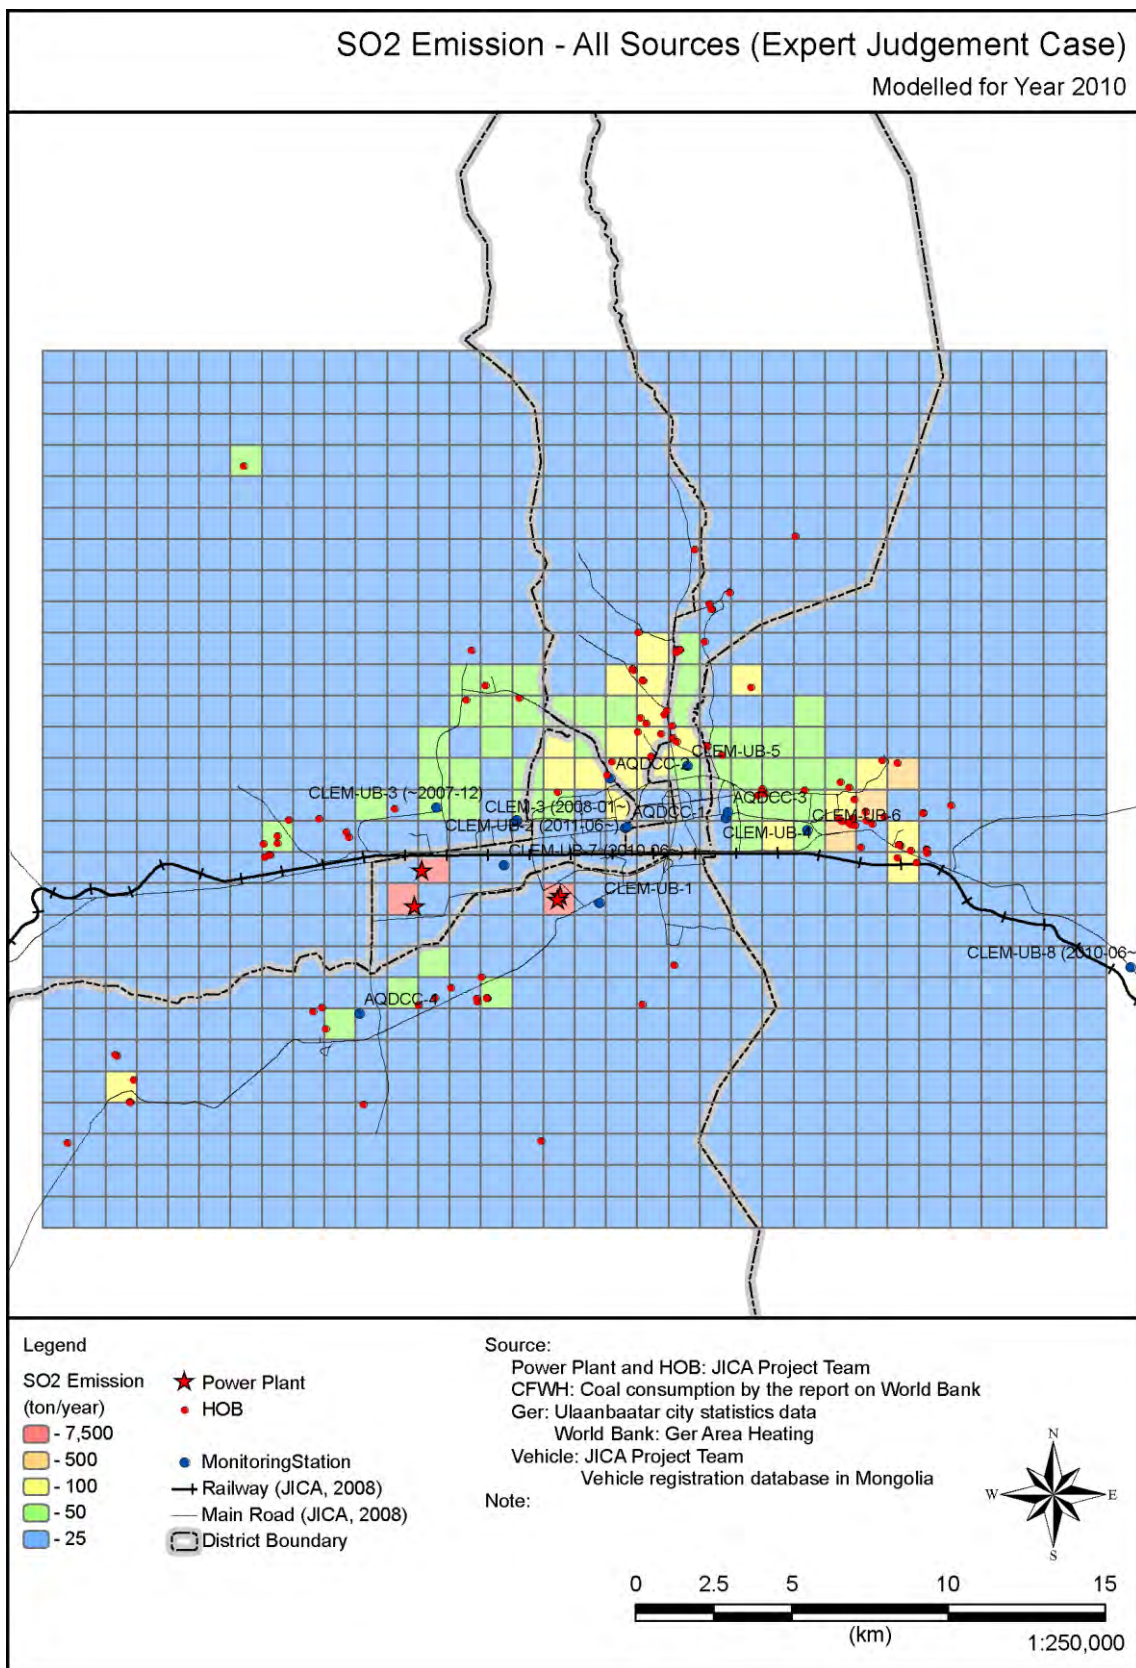 SO2 Emission - All Sources (Expert Judgement Case)
Modelled for Year 2010
CLEM-UB-5
AQDCC-2
CLEM-UB-3 (~2007-12)
CLEM-3 (2008-01~)
AQDCC-1
AQDCC-3
CLEM-UB-2 (2011-06~)
CLEM-UB-4
CLEM-UB-6
CLEM-UB-7 (2010-06~)
CLEM-UB-1
CLEM-UB-8 (2010-06~
AQDCC-4
Legend
SO2 Emission
(ton/year)
- 7,500
- 500
- 100
- 50
- 25
Power Plant
HOB
MonitoringStation
Railway (JICA, 2008)
Main Road (JICA, 2008)
District Boundary
Source:
Power Plant and HOB: JICA Project Team
CFWH: Coal consumption by the report on World Bank
Ger: Ulaanbaatar city statistics data
World Bank: Ger Area Heating
Vehicle: JICA Project Team
Vehicle registration database in Mongolia
Note:
N
W E
S
0 2.5 5 10 15
(km)
1:250,000